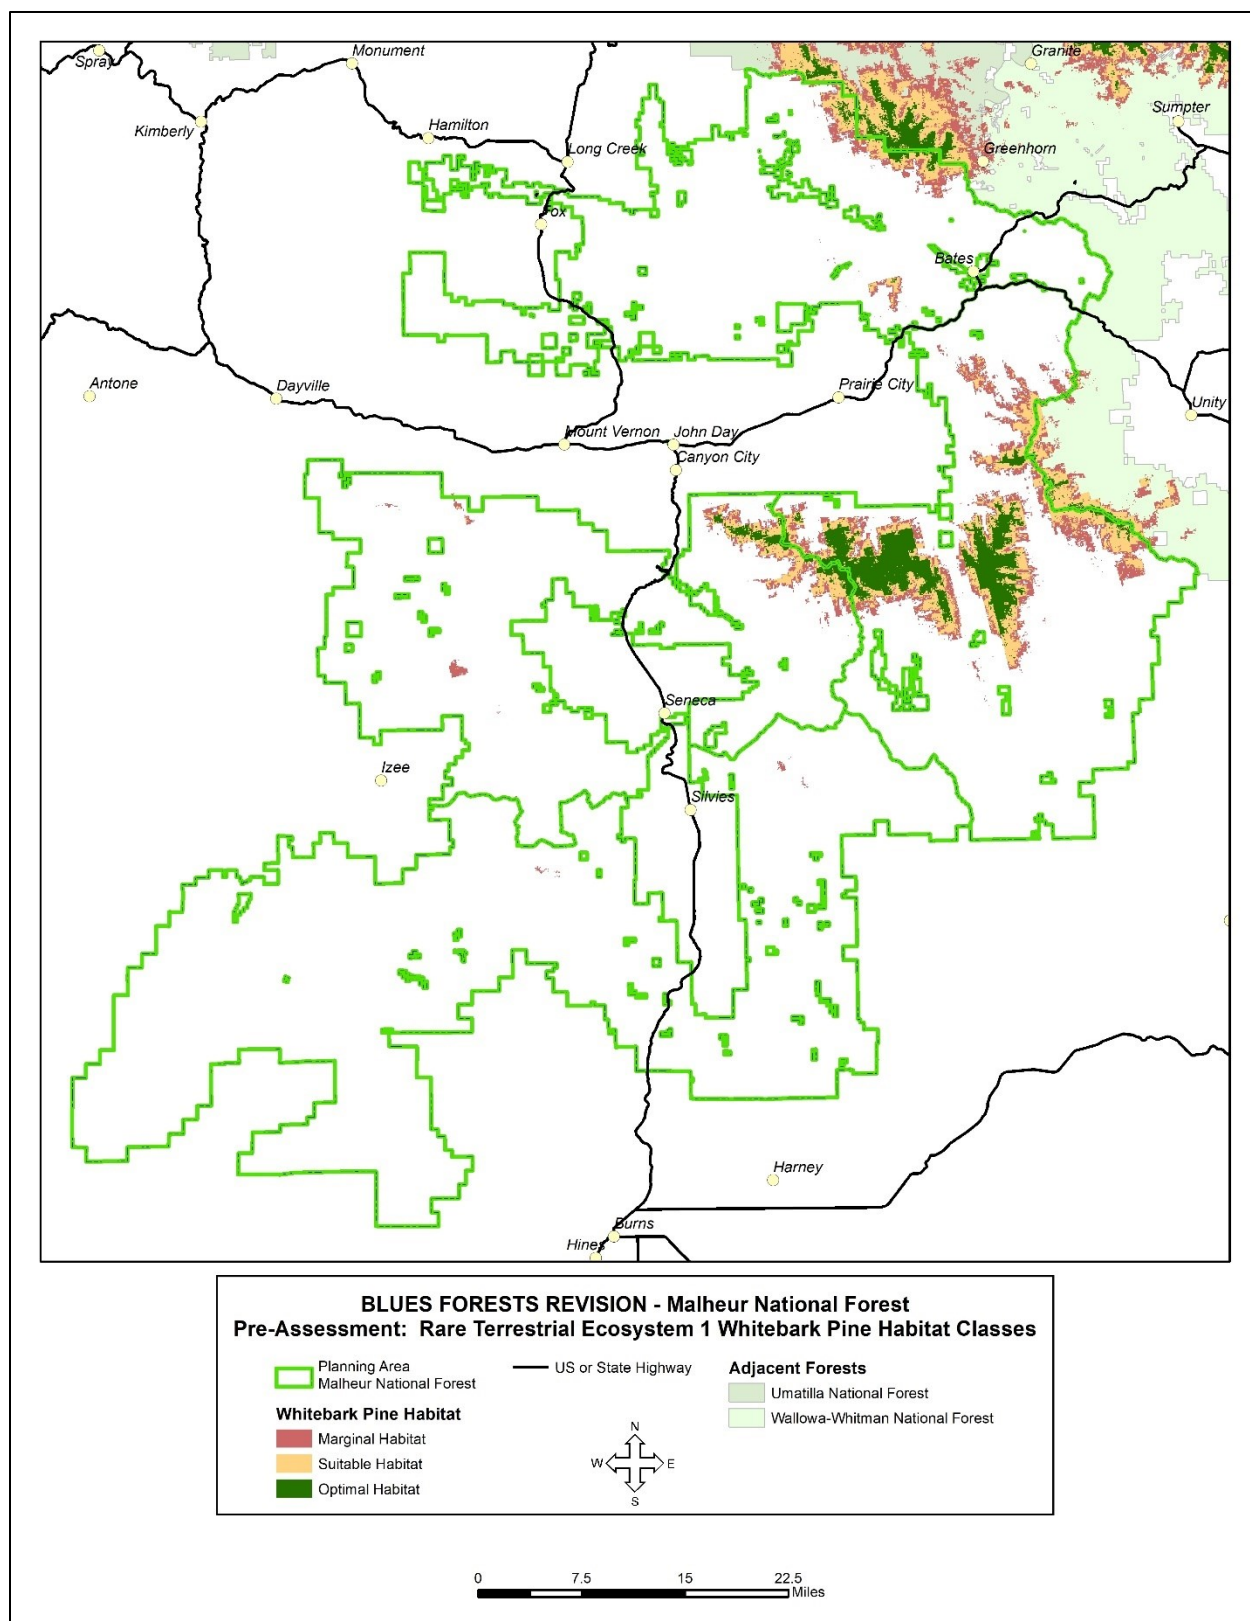 Spray
Monument
Granite
Kimberly
Hamilton
Sumpter
Long Creek
Greenhorn
Fox
Bates
Antone
Dayville
Prairie City
Unity
Mount Vernon
John Day
Canyon City
Seneca
Izee
Silvies
Harney
Burns
Hines
BLUES FORESTS REVISION - Malheur National Forest
Pre-Assessment: Rare Terrestrial Ecosystem 1 Whitebark Pine Habitat Classes
Planning Area
Malheur National Forest
US or State Highway
Adjacent Forests
Umatilla National Forest
Wallowa-Whitman National Forest
Whitebark Pine Habitat
Marginal Habitat
Suitable Habitat
Optimal Habitat
N
W E
S
0 7.5 15 22.5
Miles